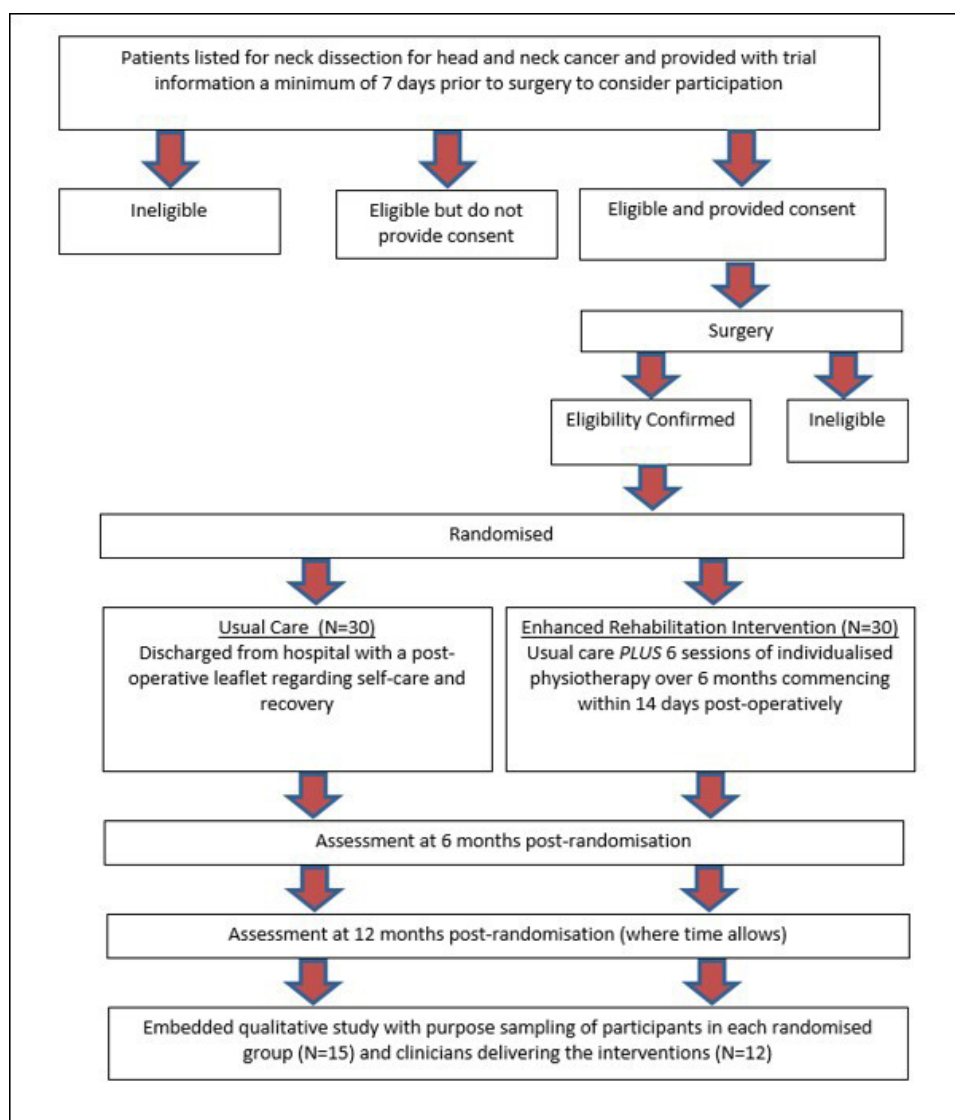 Patients listed for neck dissection for head and neck cancer and provided with trial
information a minimum of 7 days prior to surgery to consider participation
Ineligible
Eligible but do not
provide consent
Eligible and provided consent
Surgery
Eligibility Confirmed
Ineligible
Randomised
Usual Care (N=30)
Discharged from hospital with a post-
operative leaflet regarding self-care and
recovery
Enhanced Rehabilitation Intervention (N=30)
Usual care PLUS 6 sessions of individualised
physiotherapy over 6 months commencing
within 14 days post-operatively
Assessment at 6 months post-randomisation
Assessment at 12 months post-randomisation (where time allows)
Embedded qualitative study with purpose sampling of participants in each randomised
group (N=15) and clinicians delivering the interventions (N=12)